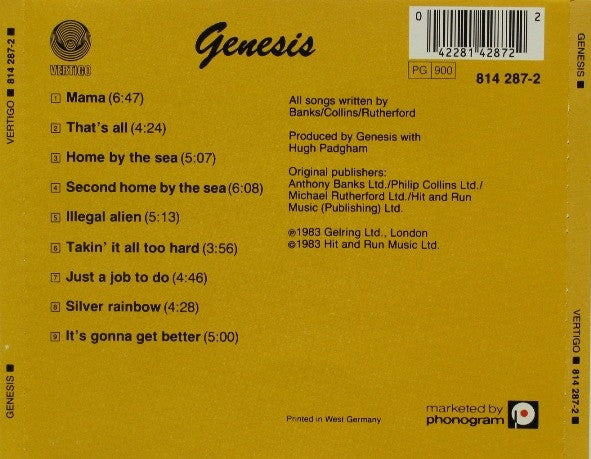 VERTIGO
Genesis
0 2
42281 42872
PG 900
814 287-2
1 Mama (6:47)
2 That's all (4:24)
3 Home by the sea (5:07)
4 Second home by the sea (6:08)
5 Illegal alien (5:13)
6 Takin' it all too hard (3:56)
7 Just a job to do (4:46)
8 Silver rainbow (4:28)
9 It's gonna get better (5:00)
All songs written by
Banks/Collins/Rutherford
Produced by Genesis with
Hugh Padgham
Original publishers:
Anthony Banks Ltd./Philip Collins Ltd./
Michael Rutherford Ltd./Hit and Run
Music (Publishing) Ltd.
℗1983 Gelring Ltd., London
©1983 Hit and Run Music Ltd.
Printed in West Germany
marketed by
phonogram
GENESIS ■ VERTIGO ■ 814 287-2 ■
GENESIS ■ VERTIGO ■ 814 287-2 ■